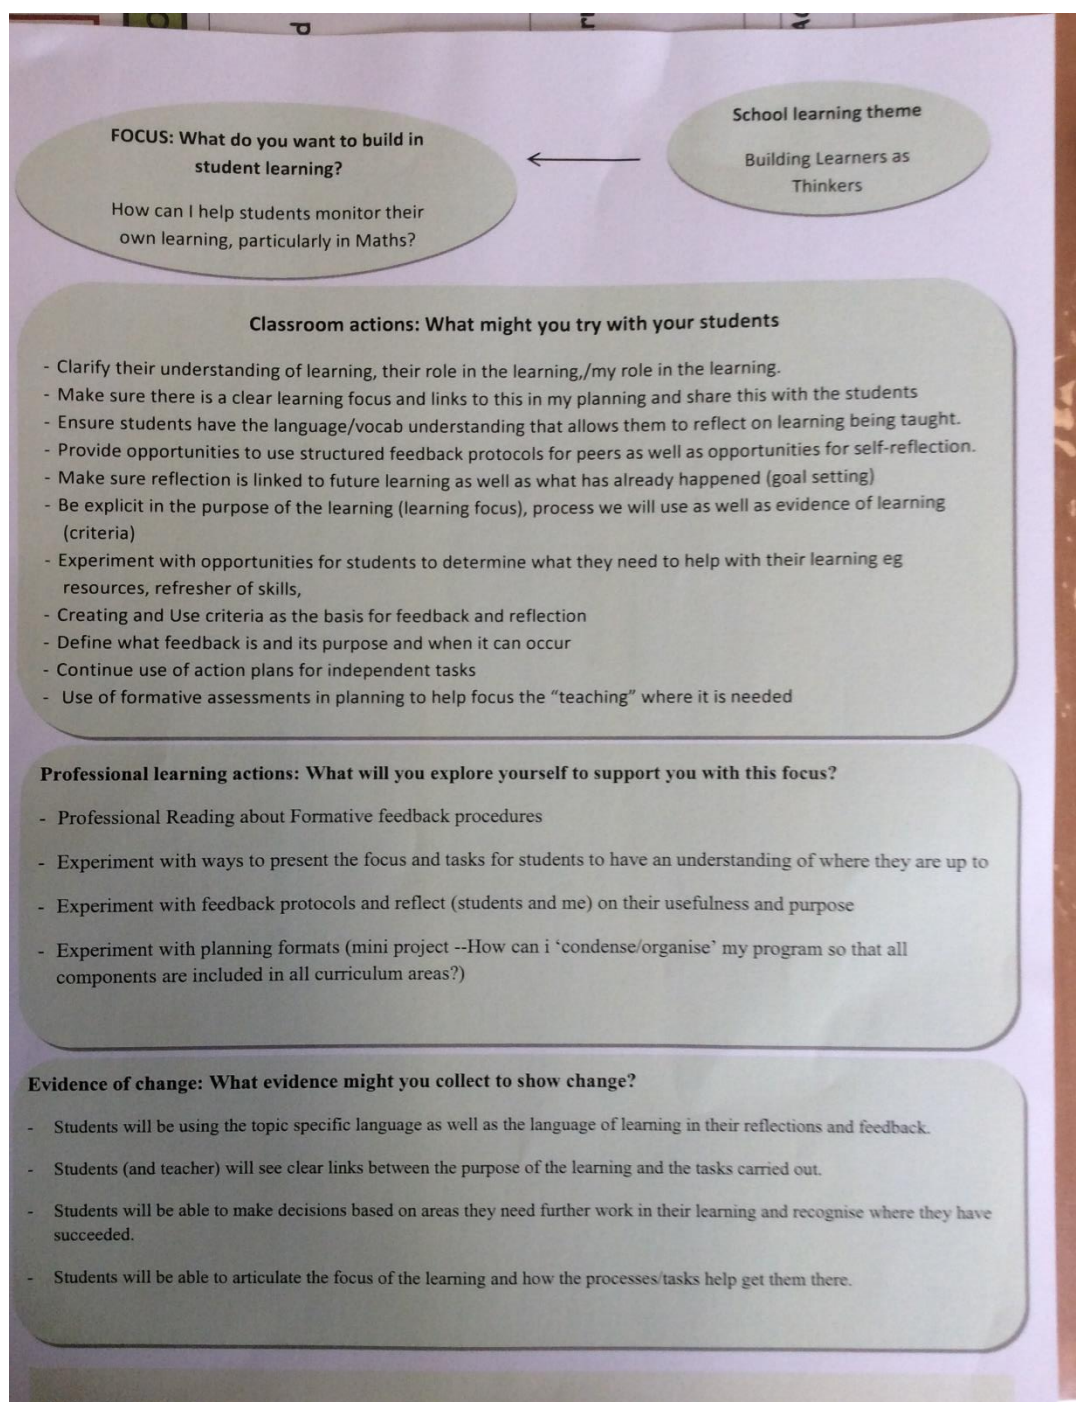 FOCUS: What do you want to build in
student learning?
How can I help students monitor their
own learning, particularly in Maths?
School learning theme
Building Learners as
Thinkers
Classroom actions: What might you try with your students
- Clarify their understanding of learning, their role in the learning,/my role in the learning.
- Make sure there is a clear learning focus and links to this in my planning and share this with the students
- Ensure students have the language/vocab understanding that allows them to reflect on learning being taught.
- Provide opportunities to use structured feedback protocols for peers as well as opportunities for self-reflection.
- Make sure reflection is linked to future learning as well as what has already happened (goal setting)
- Be explicit in the purpose of the learning (learning focus), process we will use as well as evidence of learning
(criteria)
- Experiment with opportunities for students to determine what they need to help with their learning eg
resources, refresher of skills,
- Creating and Use criteria as the basis for feedback and reflection
- Define what feedback is and its purpose and when it can occur
- Continue use of action plans for independent tasks
- Use of formative assessments in planning to help focus the “teaching” where it is needed
Professional learning actions: What will you explore yourself to support you with this focus?
- Professional Reading about Formative feedback procedures
- Experiment with ways to present the focus and tasks for students to have an understanding of where they are up to
- Experiment with feedback protocols and reflect (students and me) on their usefulness and purpose
- Experiment with planning formats (mini project --How can i ‘condense/organise’ my program so that all
components are included in all curriculum areas?)
Evidence of change: What evidence might you collect to show change?
- Students will be using the topic specific language as well as the language of learning in their reflections and feedback.
- Students (and teacher) will see clear links between the purpose of the learning and the tasks carried out.
- Students will be able to make decisions based on areas they need further work in their learning and recognise where they have
succeeded.
- Students will be able to articulate the focus of the learning and how the processes/tasks help get them there.